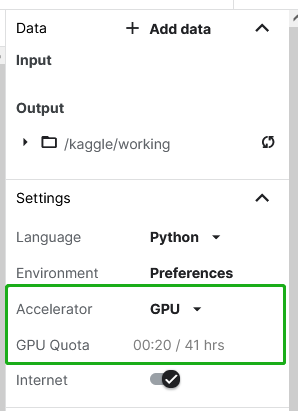 Data + Add data
Input
Output
/kaggle/working
Settings
Language Python
Environment Preferences
Accelerator GPU
GPU Quota 00:20 / 41 hrs
Internet